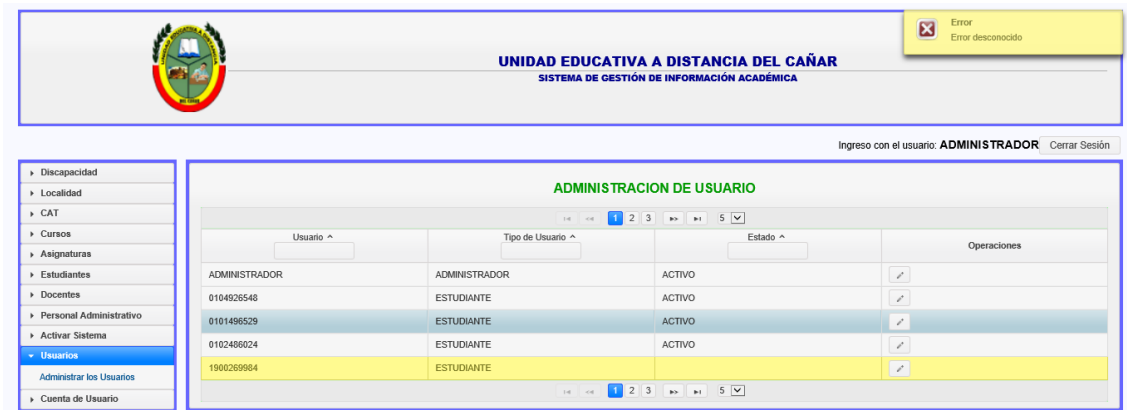 Error
Error desconocido
UNIDAD EDUCATIVA A DISTANCIA DEL CAÑAR
SISTEMA DE GESTIÓN DE INFORMACIÓN ACADÉMICA
Ingreso con el usuario: ADMINISTRADOR Cerrar Sesión
Discapacidad
Localidad
CAT
Cursos
Asignaturas
Estudiantes
Docentes
Personal Administrativo
Activar Sistema
Usuarios
Administrar los Usuarios
Cuenta de Usuario
ADMINISTRACION DE USUARIO
1 2 3 5
Usuario Tipo de Usuario Estado Operaciones
ADMINISTRADOR ADMINISTRADOR ACTIVO
0104926548 ESTUDIANTE ACTIVO
0101496529 ESTUDIANTE ACTIVO
0102486024 ESTUDIANTE ACTIVO
1900269984 ESTUDIANTE
1 2 3 5